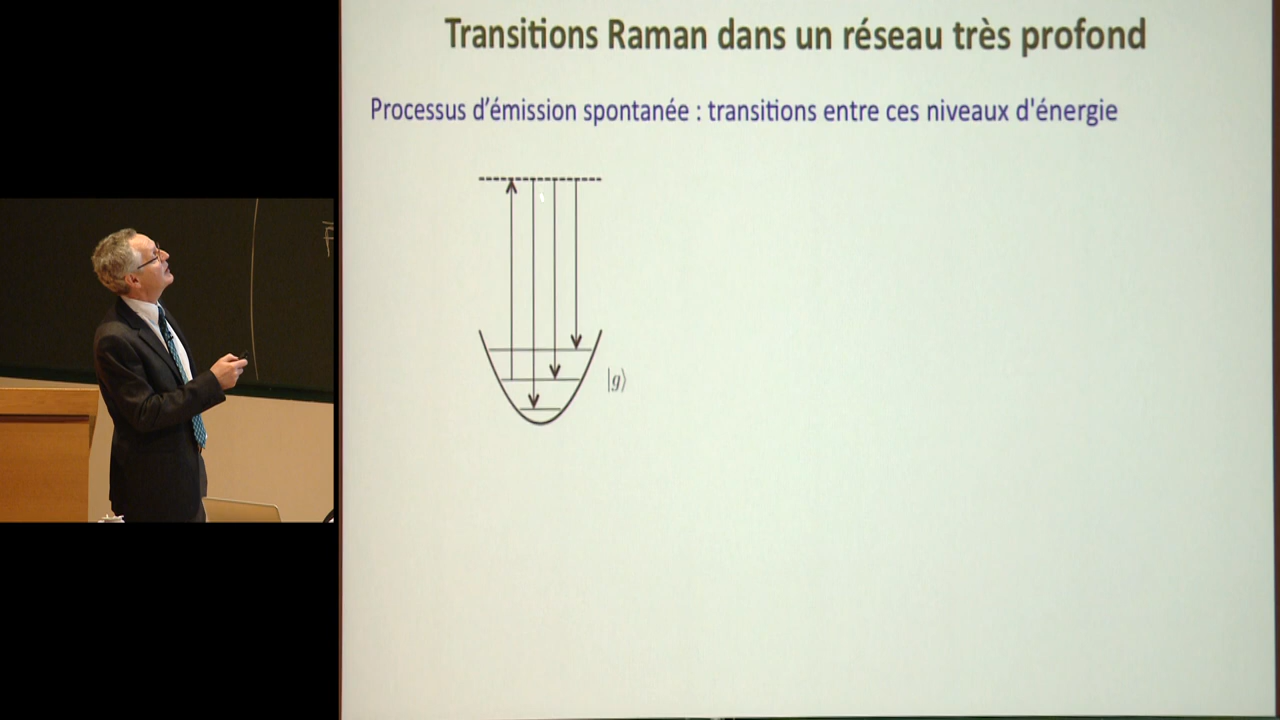 Transitions Raman dans un réseau très profond
Processus d’émission spontanée : transitions entre ces niveaux d'énergie
|g⟩